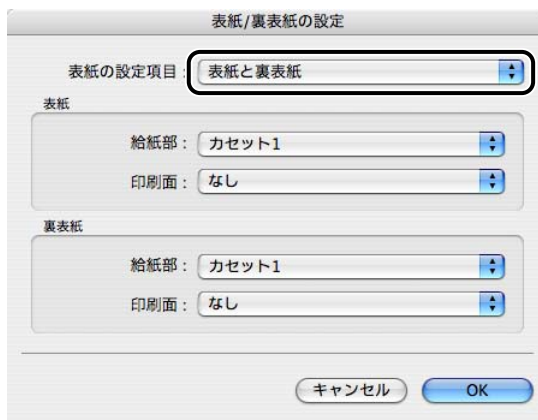 表紙/裏表紙の設定
表紙の設定項目： 表紙と裏表紙
表紙
給紙部： カセット1
印刷面： なし
裏表紙
給紙部： カセット1
印刷面： なし
キャンセル OK